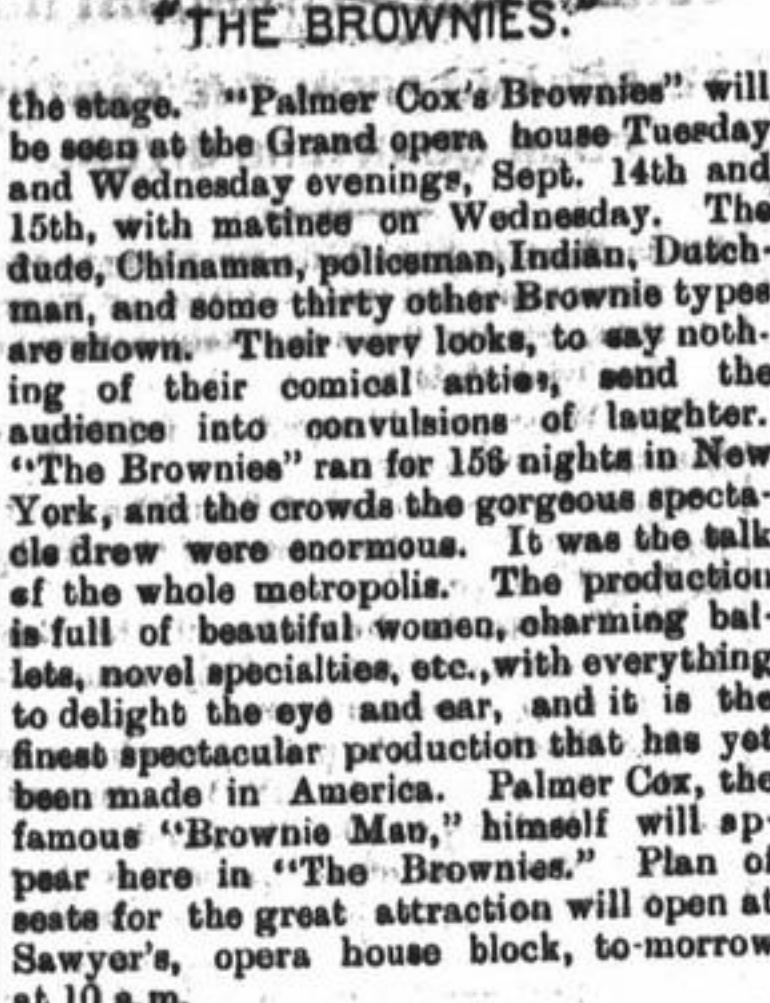 "THE BROWNIES."
the stage. "Palmer Cox's Brownies" will
be seen at the Grand opera house Tuesday
and Wednesday evenings, Sept. 14th and
15th, with matinee on Wednesday. The
dude, Chinaman, policeman, Indian, Dutch-
man, and some thirty other Brownie types
are shown. Their very looks, to say noth-
ing of their comical antics, send the
audience into convulsions of laughter.
"The Brownies" ran for 156 nights in New
York, and the crowds the gorgeous specta-
cle drew were enormous. It was the talk
of the whole metropolis. The production
is full of beautiful women, charming bal-
lets, novel specialties, etc., with everything
to delight the eye and ear, and it is the
finest spectacular production that has yet
been made in America. Palmer Cox, the
famous "Brownie Man," himself will ap-
pear here in "The Brownies." Plan of
seats for the great attraction will open at
Sawyer's, opera house block, to-morrow
at 10 a.m.